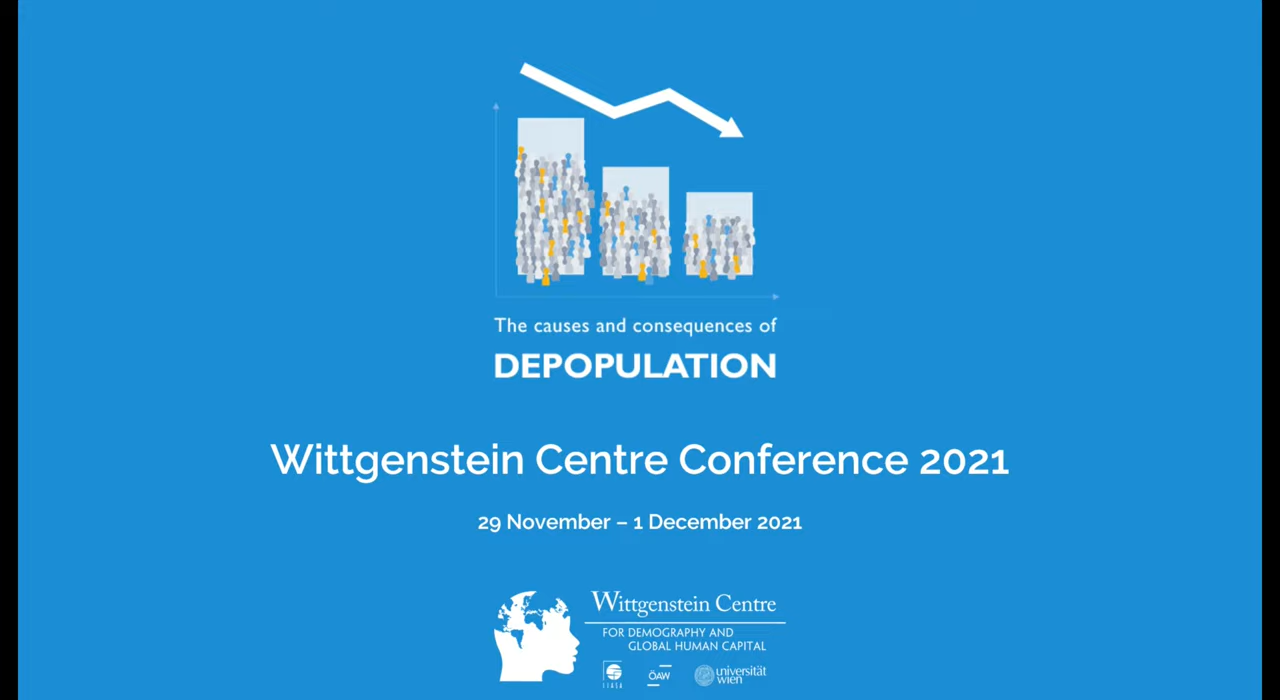 The causes and consequences of
DEPOPULATION
Wittgenstein Centre Conference 2021
29 November – 1 December 2021
Wittgenstein Centre
FOR DEMOGRAPHY AND
GLOBAL HUMAN CAPITAL
IIASA
ÖAW
universität
wien